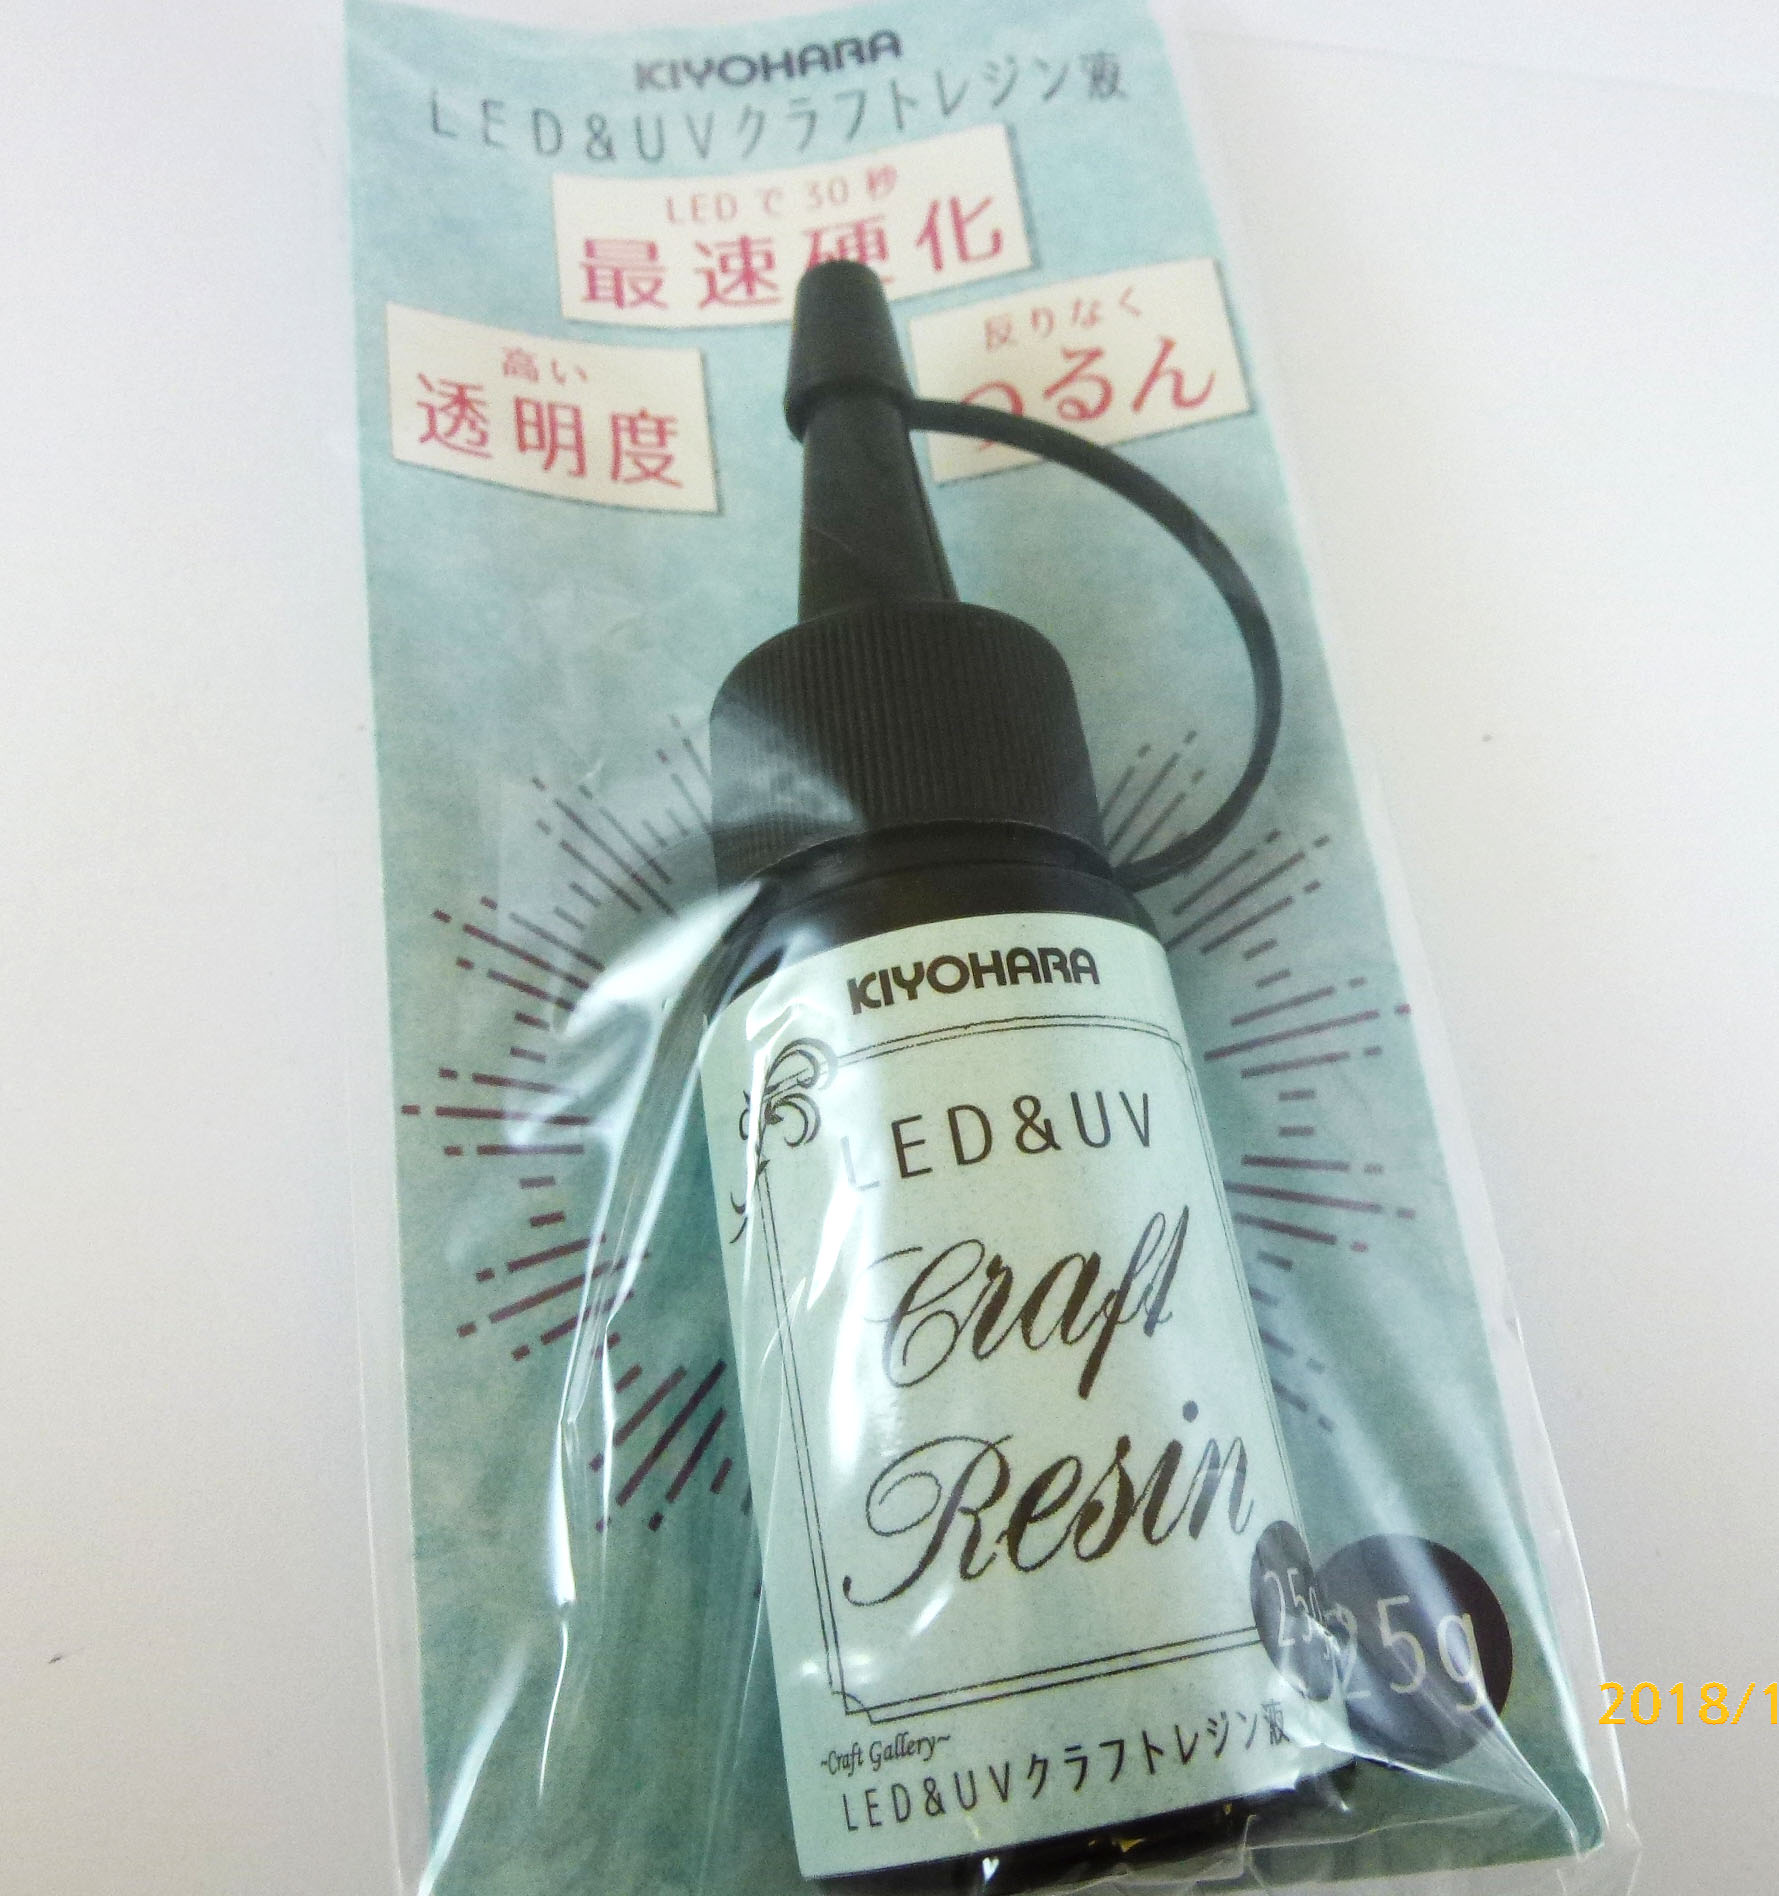 KIYOHARA
LED&UVクラフトレジン液
LEDで30秒
最速硬化
高い
透明度
反りなく
つるん
KIYOHARA
LED&UV
Craft
Resin
25g
25g
~Craft Gallery~
LED&UVクラフトレジン液
2018/1